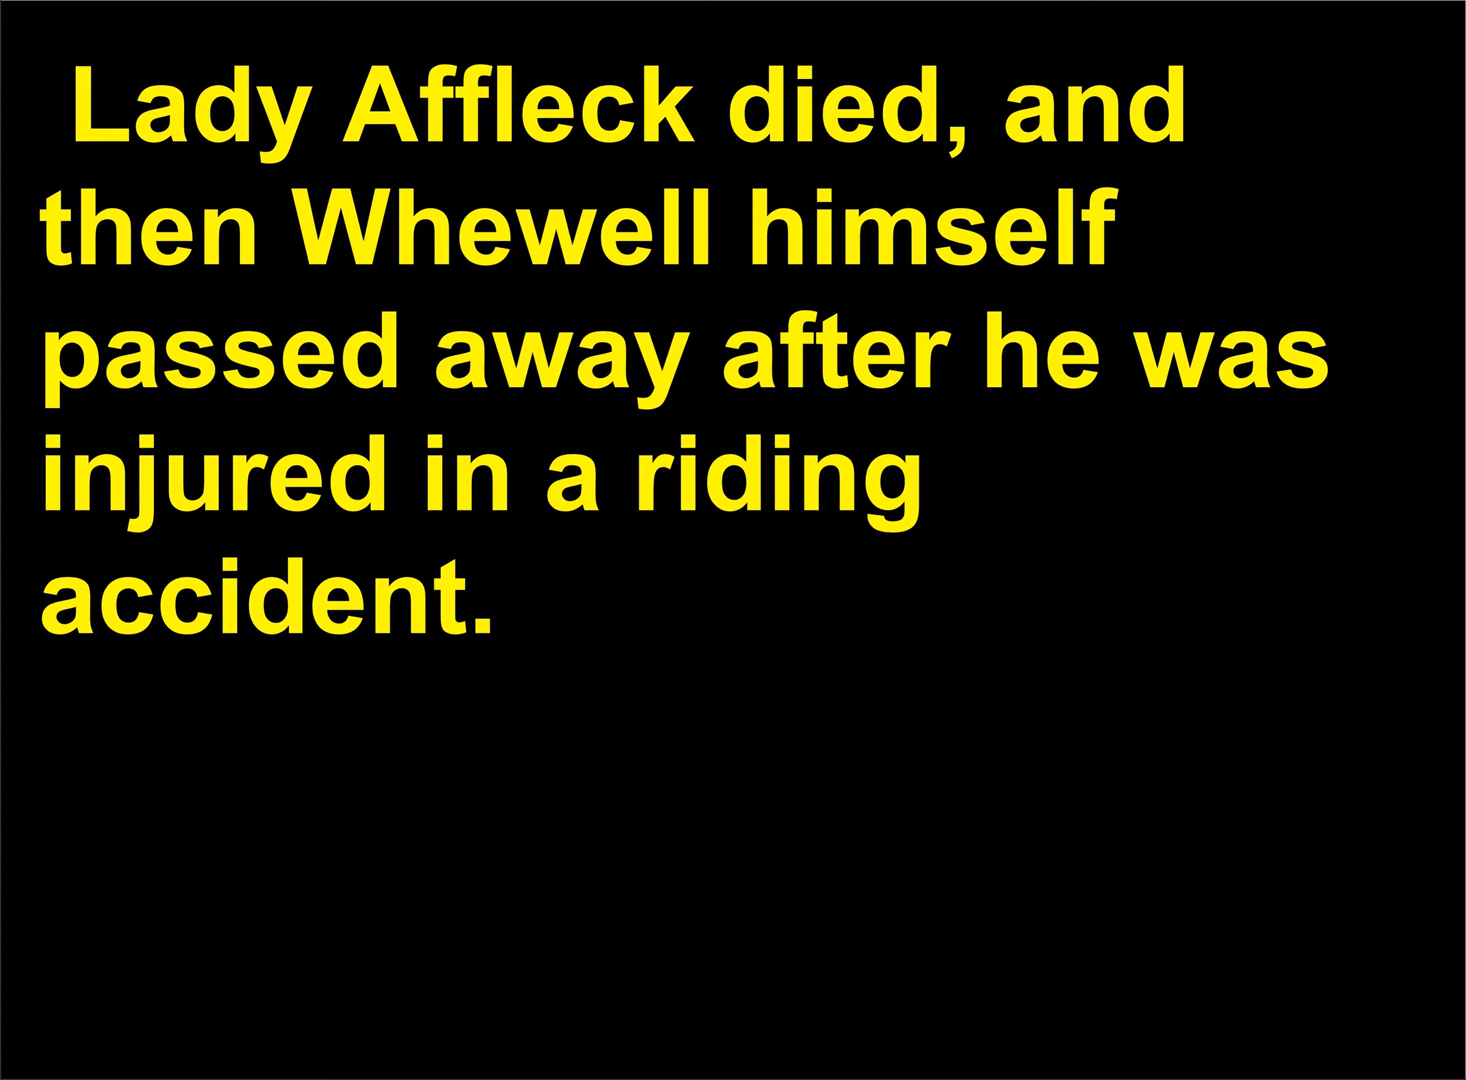 Lady Affleck died, and
then Whewell himself
passed away after he was
injured in a riding
accident.